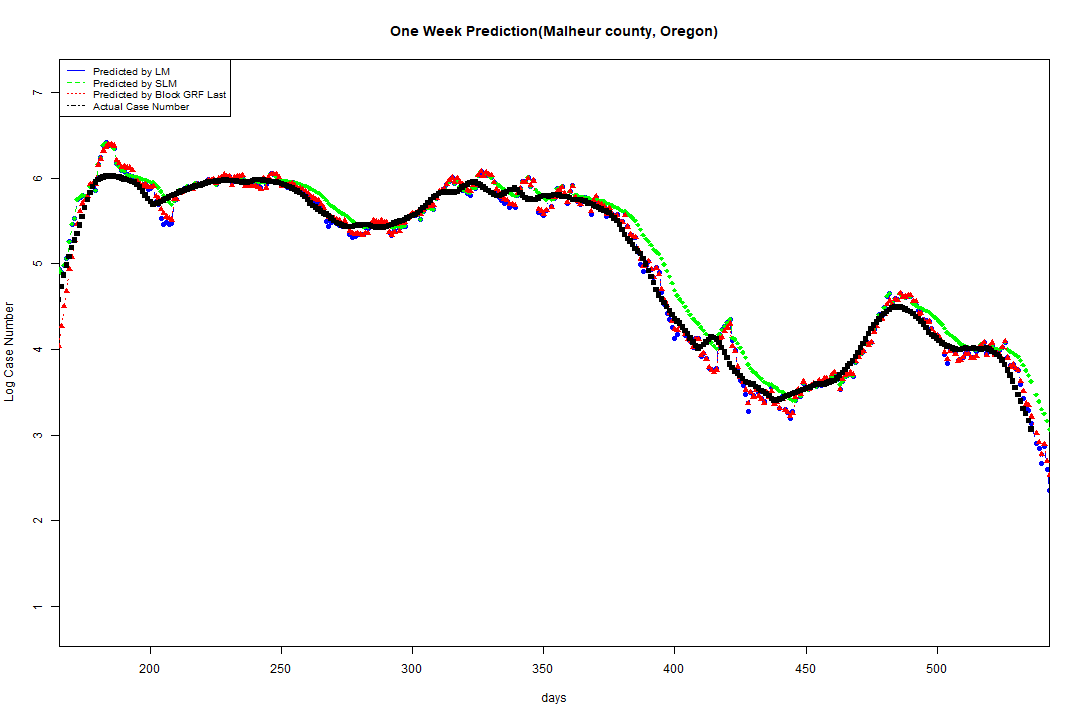 One Week Prediction(Malheur county, Oregon)
Predicted by LM
Predicted by SLM
Predicted by Block GRF Last
Actual Case Number
7
6
5
4
3
2
1
Log Case Number
200 250 300 350 400 450 500
days